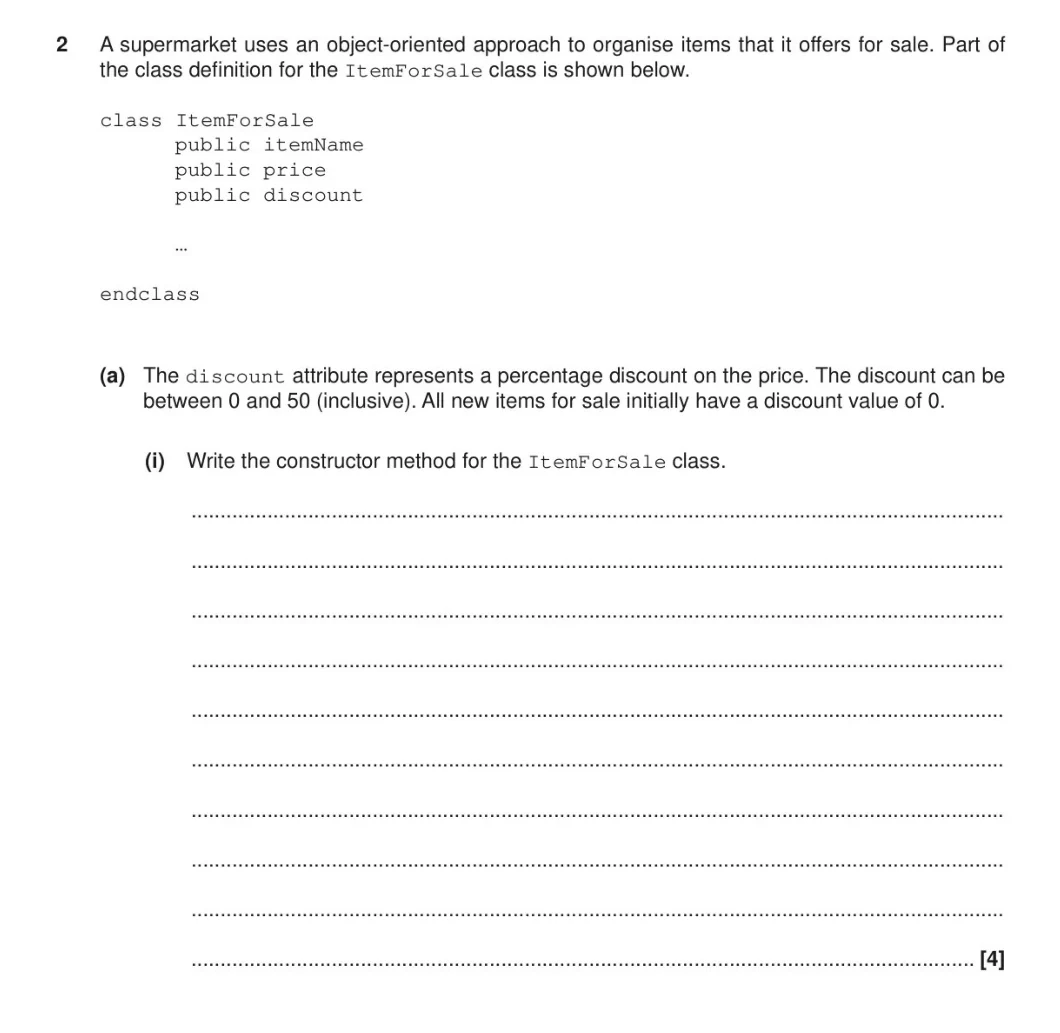 2 A supermarket uses an object-oriented approach to organise items that it offers for sale. Part of
the class definition for the ItemForSale class is shown below.
class ItemForSale
public itemName
public price
public discount
...
endclass
(a) The discount attribute represents a percentage discount on the price. The discount can be
between 0 and 50 (inclusive). All new items for sale initially have a discount value of 0.
(i) Write the constructor method for the ItemForSale class.
[4]